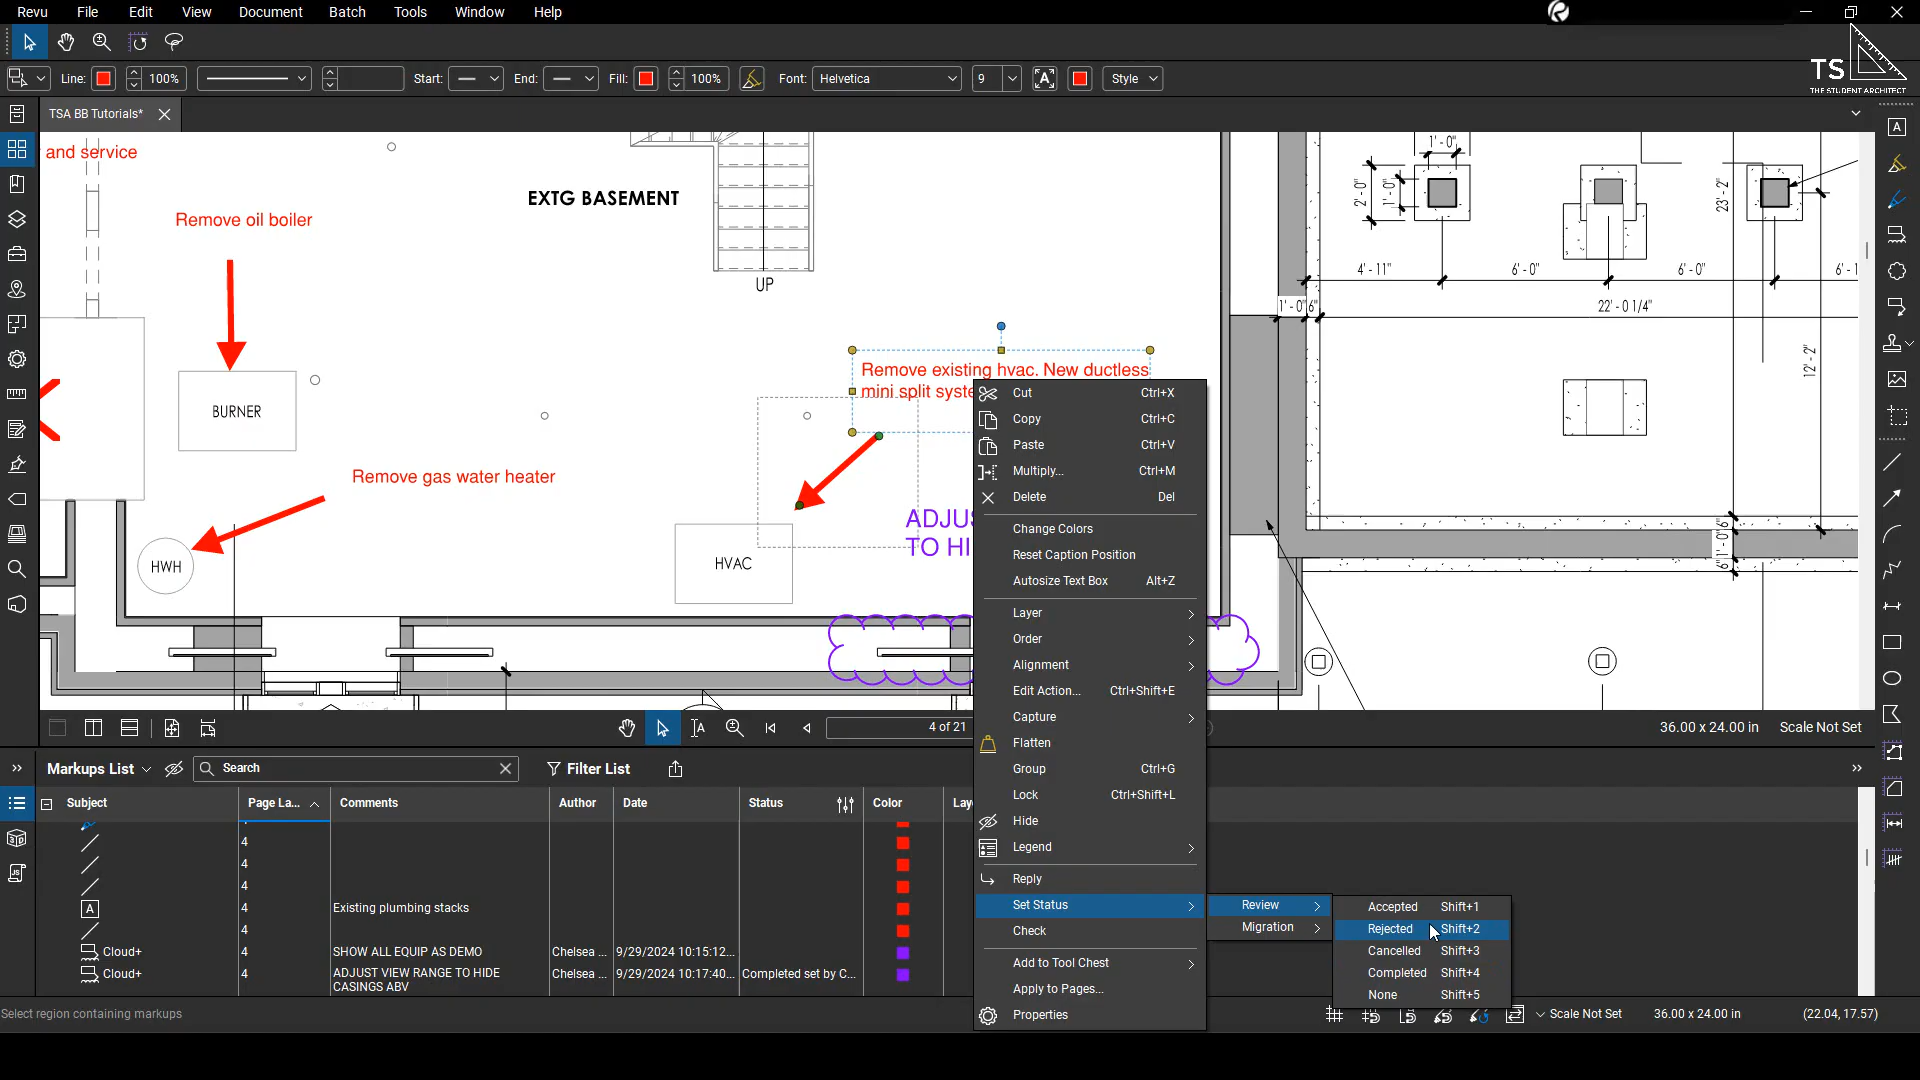 Revu File Edit View Document Batch Tools Window Help
TS
THE STUDENT ARCHITECT
Line: 100% Start: End: Fill: 100% Font: Helvetica 9 Style
TSA BB Tutorials*
and service
Remove oil boiler
EXTG BASEMENT
UP
BURNER
Remove existing hvac. New ductless
mini split syste
Remove gas water heater
HWH
HVAC
ADJUS
TO HI
1' - 0"
2' - 0"
1' - 0"
23' - 2"
4' - 11"
6' - 0"
6' - 0"
6' - 1
1' - 0"
6"
22' - 0 1/4"
12' - 2"
6"
1' - 0"
6"
Cut Ctrl+X
Copy Ctrl+C
Paste Ctrl+V
Multiply... Ctrl+M
Delete Del
Change Colors
Reset Caption Position
Autosize Text Box Alt+Z
Layer
Order
Alignment
Edit Action... Ctrl+Shift+E
Capture
Flatten
Group Ctrl+G
Lock Ctrl+Shift+L
Hide
Legend
Reply
Set Status
Check
Add to Tool Chest
Apply to Pages...
Properties
Review
Migration
Accepted Shift+1
Rejected Shift+2
Cancelled Shift+3
Completed Shift+4
None Shift+5
4 of 21
36.00 x 24.00 in Scale Not Set
Markups List Search Filter List
Subject Page La... Comments Author Date Status Color Lay
4
4
4
A 4 Existing plumbing stacks
4
Cloud+ 4 SHOW ALL EQUIP AS DEMO Chelsea ... 9/29/2024 10:15:12...
Cloud+ 4 ADJUST VIEW RANGE TO HIDE Chelsea ... 9/29/2024 10:17:40... Completed set by C...
CASINGS ABV
Select region containing markups
Scale Not Set 36.00 x 24.00 in (22.04, 17.57)